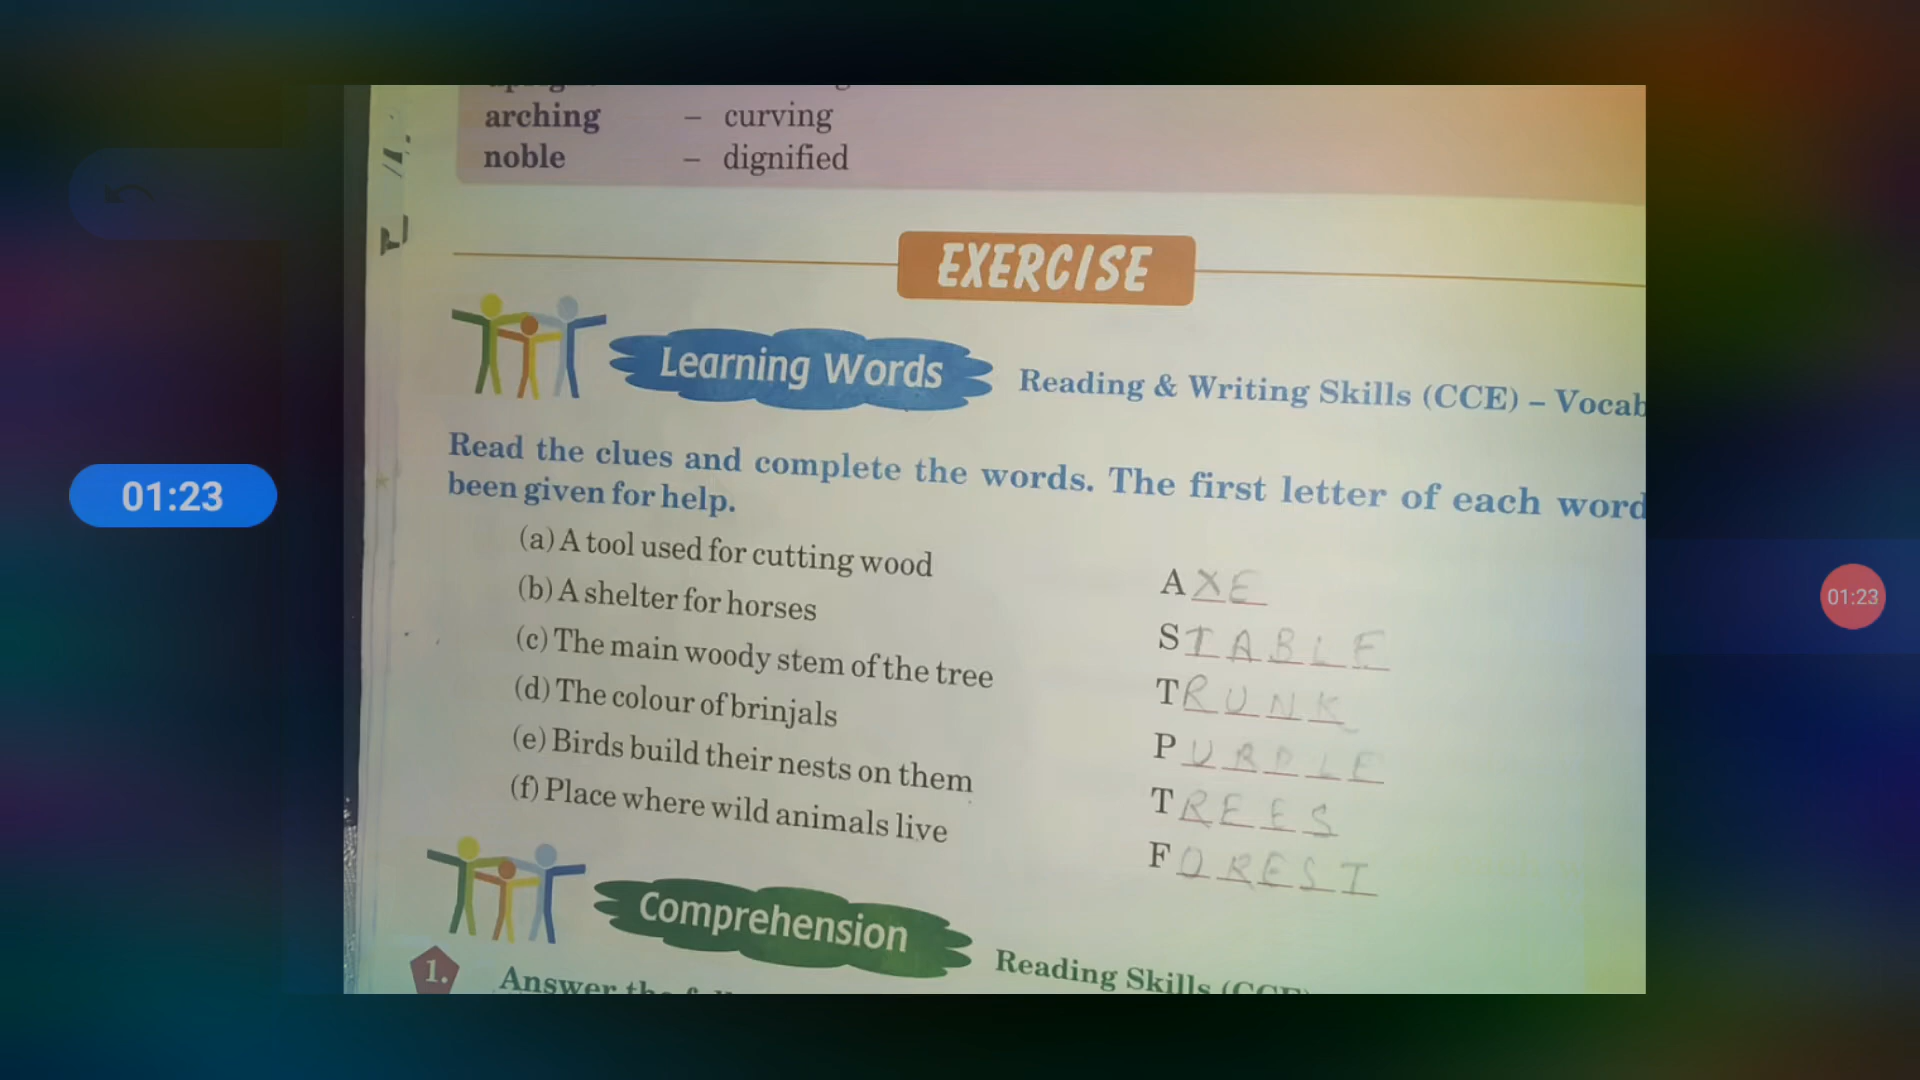 arching – curving
noble – dignified
EXERCISE
Learning Words
Reading & Writing Skills (CCE) – Vocab
Read the clues and complete the words. The first letter of each word
been given for help.
(a) A tool used for cutting wood AXE
(b) A shelter for horses STABLE
(c) The main woody stem of the tree TRUNK
(d) The colour of brinjals PURPLE
(e) Birds build their nests on them TREES
(f) Place where wild animals live FOREST
Comprehension
Reading Skills (CCE)
1. Answer the
01:23
01:23